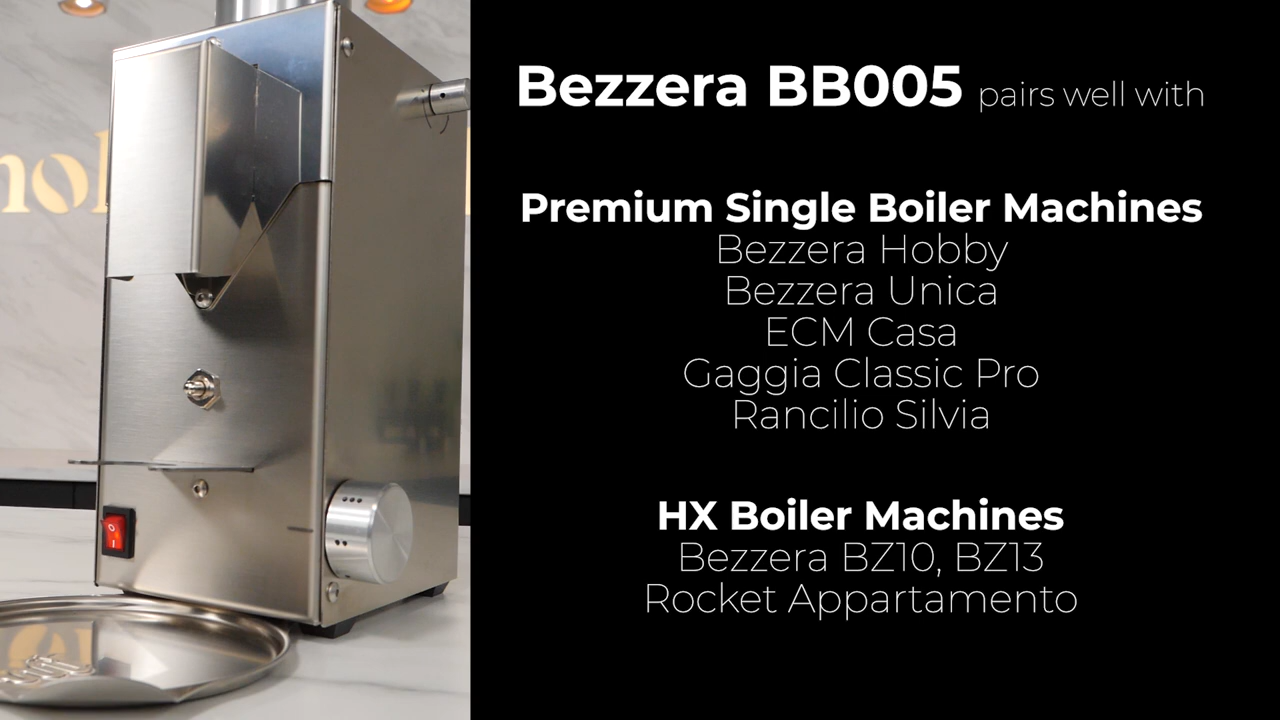 Bezzera BB005 pairs well with
Premium Single Boiler Machines
Bezzera Hobby
Bezzera Unica
ECM Casa
Gaggia Classic Pro
Rancilio Silvia
HX Boiler Machines
Bezzera BZ10, BZ13
Rocket Appartamento